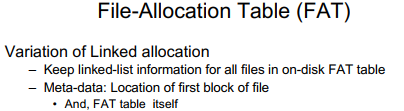 File-Allocation Table (FAT)
Variation of Linked allocation
– Keep linked-list information for all files in on-disk FAT table
– Meta-data: Location of first block of file
• And, FAT table itself